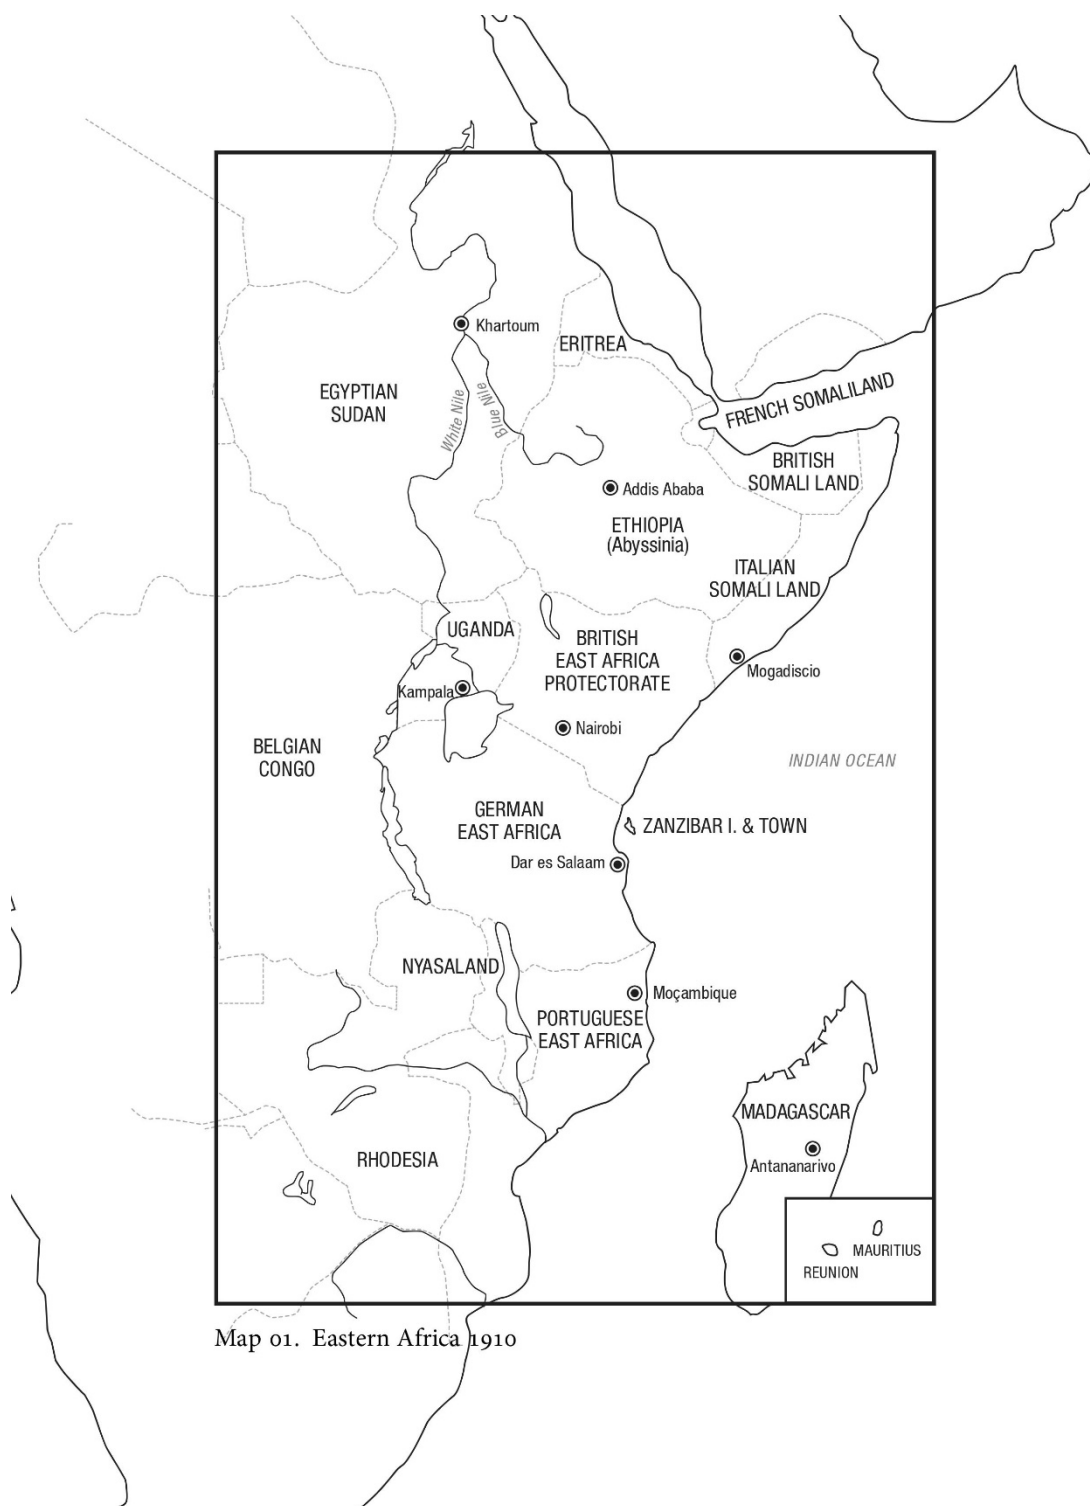 Khartoum
ERITREA
EGYPTIAN
SUDAN
White Nile
Blue Nile
FRENCH SOMALILAND
BRITISH
SOMALI LAND
Addis Ababa
ETHIOPIA
(Abyssinia)
ITALIAN
SOMALI LAND
UGANDA
BRITISH
EAST AFRICA
PROTECTORATE
Mogadiscio
Kampala
Nairobi
BELGIAN
CONGO
INDIAN OCEAN
GERMAN
EAST AFRICA
ZANZIBAR I. & TOWN
Dar es Salaam
NYASALAND
Moçambique
PORTUGUESE
EAST AFRICA
MADAGASCAR
RHODESIA
Antananarivo
MAURITIUS
REUNION
Map 01. Eastern Africa 1910